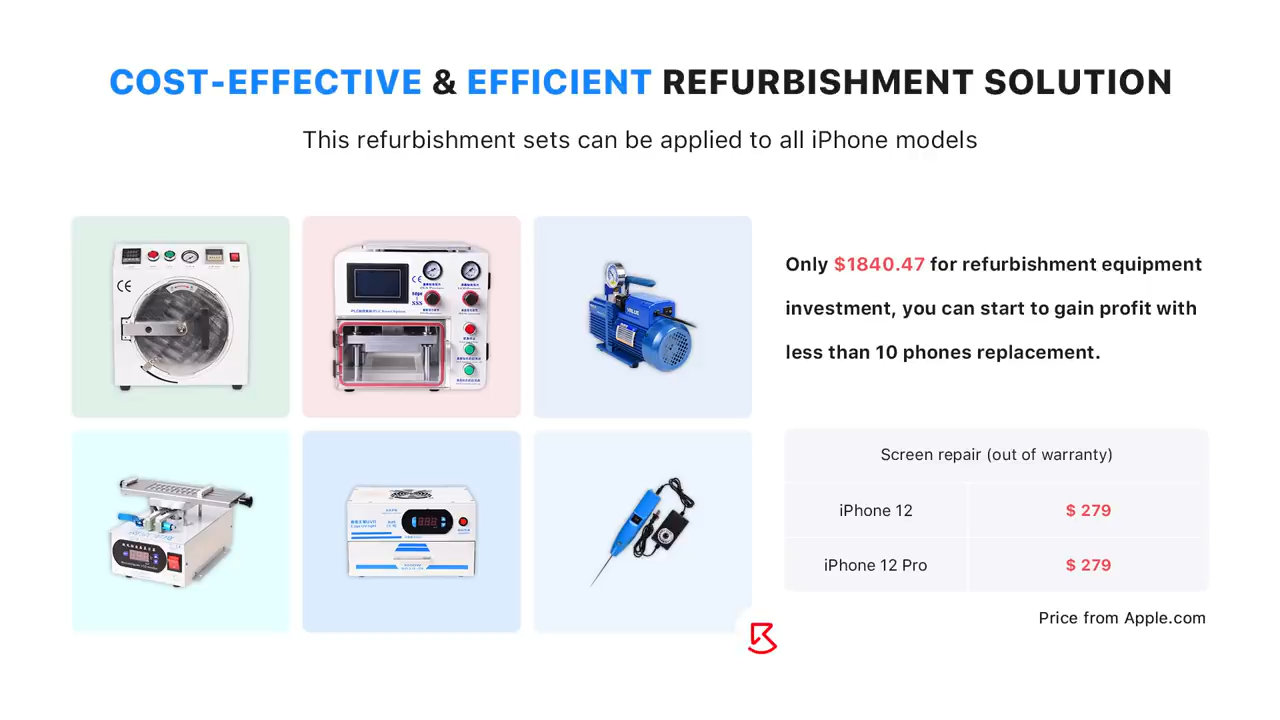 COST-EFFECTIVE & EFFICIENT REFURBISHMENT SOLUTION
This refurbishment sets can be applied to all iPhone models
Only $1840.47 for refurbishment equipment
investment, you can start to gain profit with
less than 10 phones replacement.
Screen repair (out of warranty)
iPhone 12
$ 279
iPhone 12 Pro
$ 279
Price from Apple.com